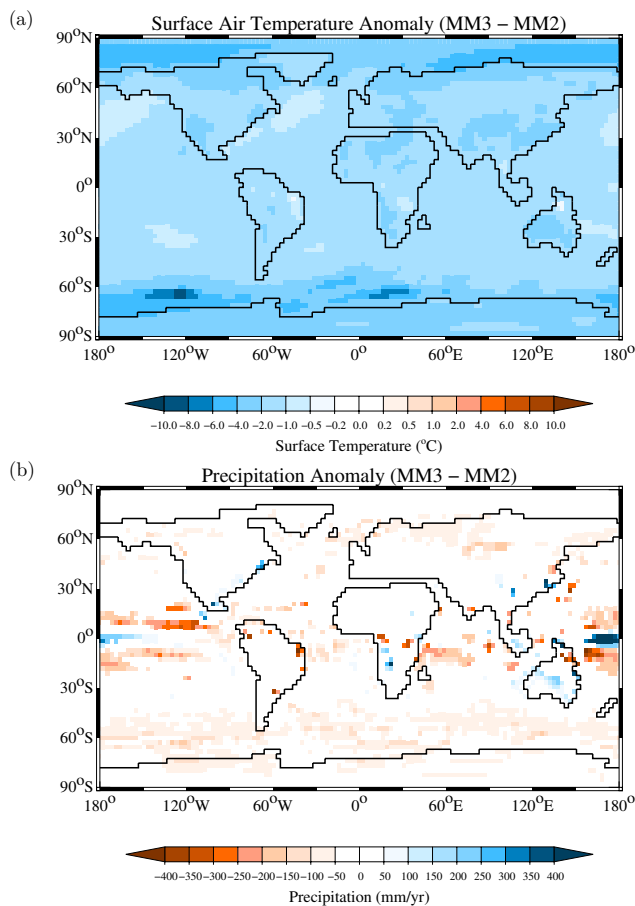 (a)
Surface Air Temperature Anomaly (MM3 − MM2)
90°N
60°N
30°N
0°
30°S
60°S
90°S
180° 120°W 60°W 0° 60°E 120°E 180°
−10.0 −8.0 −6.0 −4.0 −2.0 −1.0 −0.5 −0.2 0.0 0.2 0.5 1.0 2.0 4.0 6.0 8.0 10.0
Surface Temperature (°C)
(b)
Precipitation Anomaly (MM3 − MM2)
90°N
60°N
30°N
0°
30°S
60°S
90°S
180° 120°W 60°W 0° 60°E 120°E 180°
−400 −350 −300 −250 −200 −150 −100 −50 0 50 100 150 200 250 300 350 400
Precipitation (mm/yr)